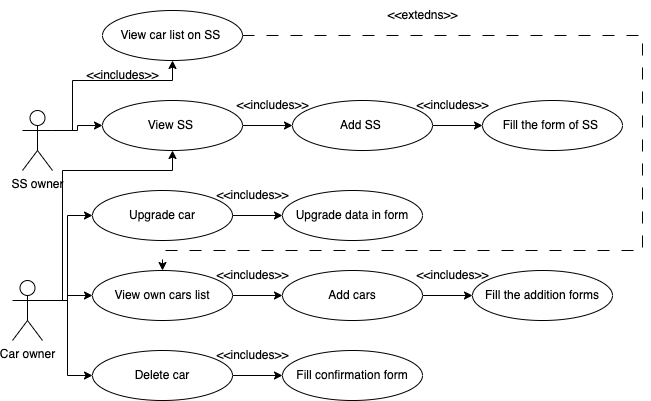 <<extedns>>
View car list on SS
<<includes>>
<<includes>>
<<includes>>
View SS
Add SS
Fill the form of SS
SS owner
<<includes>>
Upgrade car
Upgrade data in form
<<includes>>
<<includes>>
View own cars list
Add cars
Fill the addition forms
Car owner
<<includes>>
Delete car
Fill confirmation form